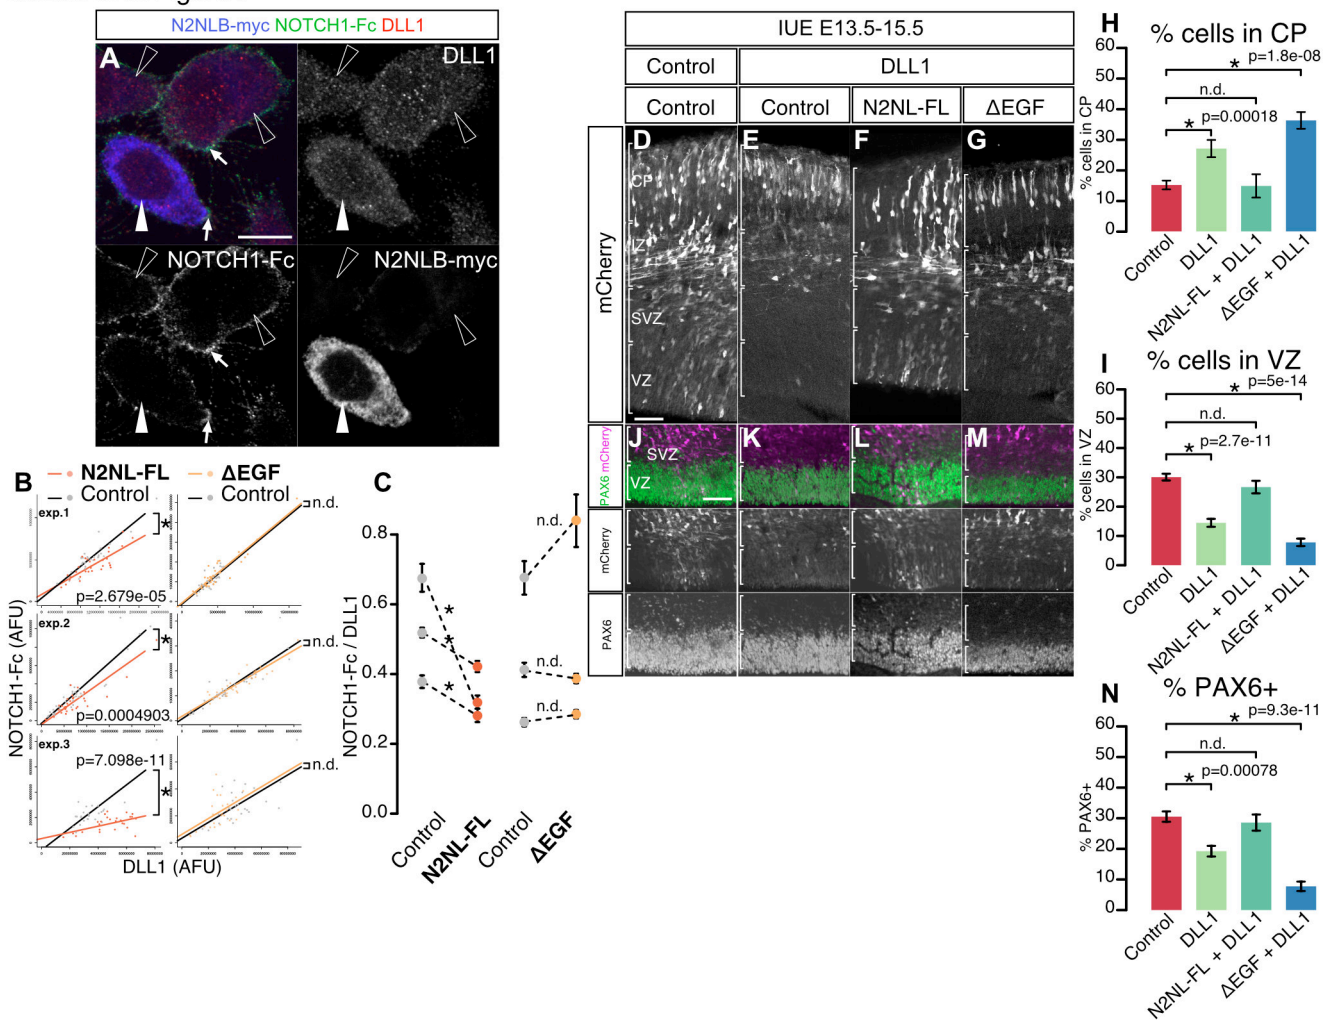 N2NLB-myc NOTCH1-Fc DLL1
A
DLL1
NOTCH1-Fc
N2NLB-myc
B
N2NL-FL
Control
ΔEGF
Control
exp.1
*
p=2.679e-05
n.d.
exp.2
*
p=0.0004903
n.d.
exp.3
p=7.098e-11
*
n.d.
NOTCH1-Fc (AFU)
DLL1 (AFU)
C
NOTCH1-Fc / DLL1
0.8
0.6
0.4
0.2
0.0
*
*
*
n.d.
n.d.
n.d.
Control
N2NL-FL
Control
ΔEGF
IUE E13.5-15.5
Control
DLL1
Control
Control
N2NL-FL
ΔEGF
mCherry
D
E
F
G
CP
IZ
SVZ
VZ
J
K
L
M
SVZ
VZ
PAX6 mCherry
mCherry
PAX6
H
% cells in CP
% cells in CP
60
50
40
30
20
10
0
* p=1.8e-08
n.d.
* p=0.00018
Control
DLL1
N2NL-FL + DLL1
ΔEGF + DLL1
I
% cells in VZ
% cells in VZ
60
50
40
30
20
10
0
* p=5e-14
n.d.
* p=2.7e-11
Control
DLL1
N2NL-FL + DLL1
ΔEGF + DLL1
N
% PAX6+
% PAX6+
60
50
40
30
20
10
0
* p=9.3e-11
n.d.
* p=0.00078
Control
DLL1
N2NL-FL + DLL1
ΔEGF + DLL1